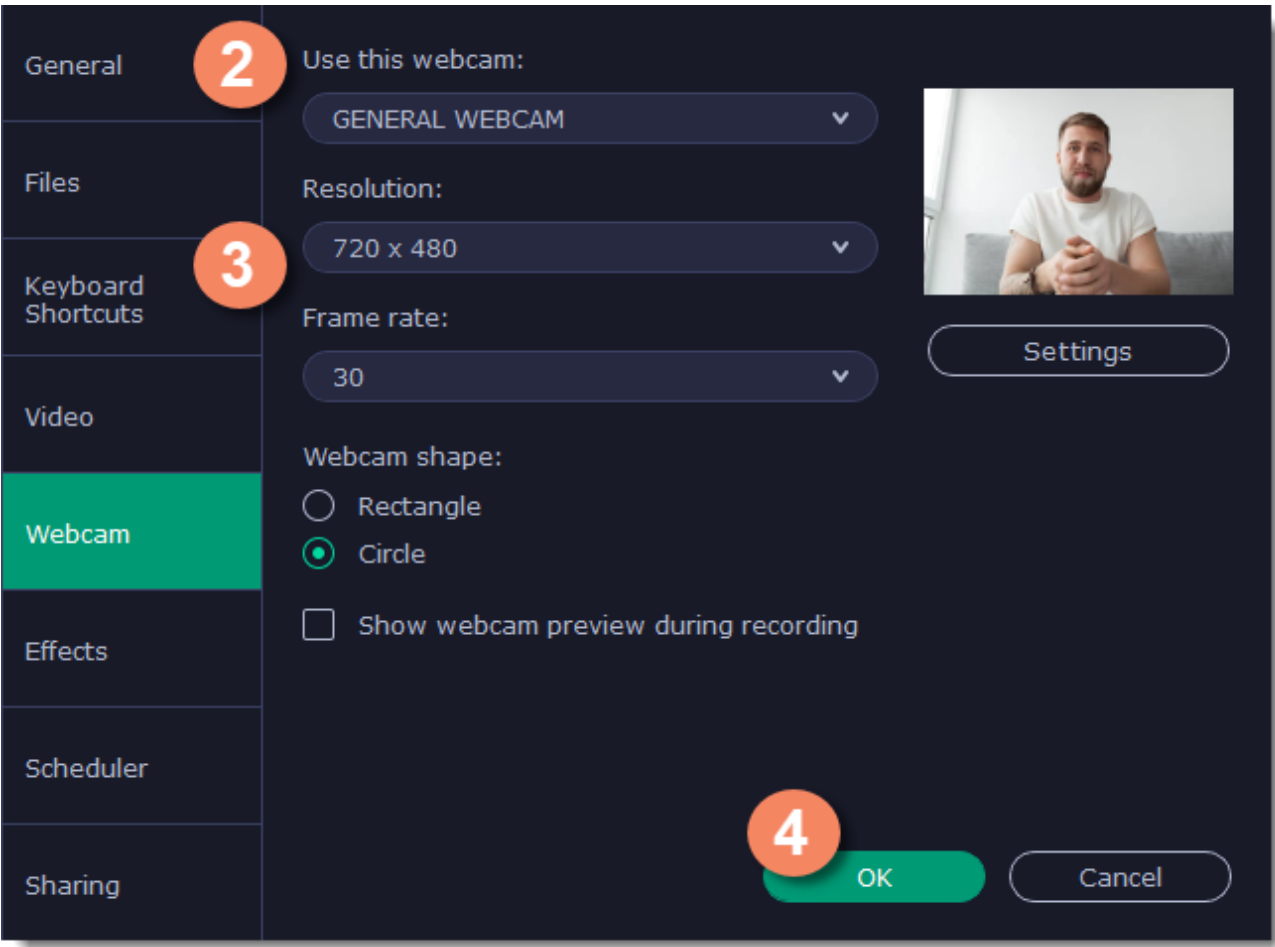 General
Files
Keyboard
Shortcuts
Video
Webcam
Effects
Scheduler
Sharing
2
Use this webcam:
GENERAL WEBCAM
Resolution:
3
720 x 480
Frame rate:
30
Settings
Webcam shape:
Rectangle
Circle
Show webcam preview during recording
4
OK
Cancel